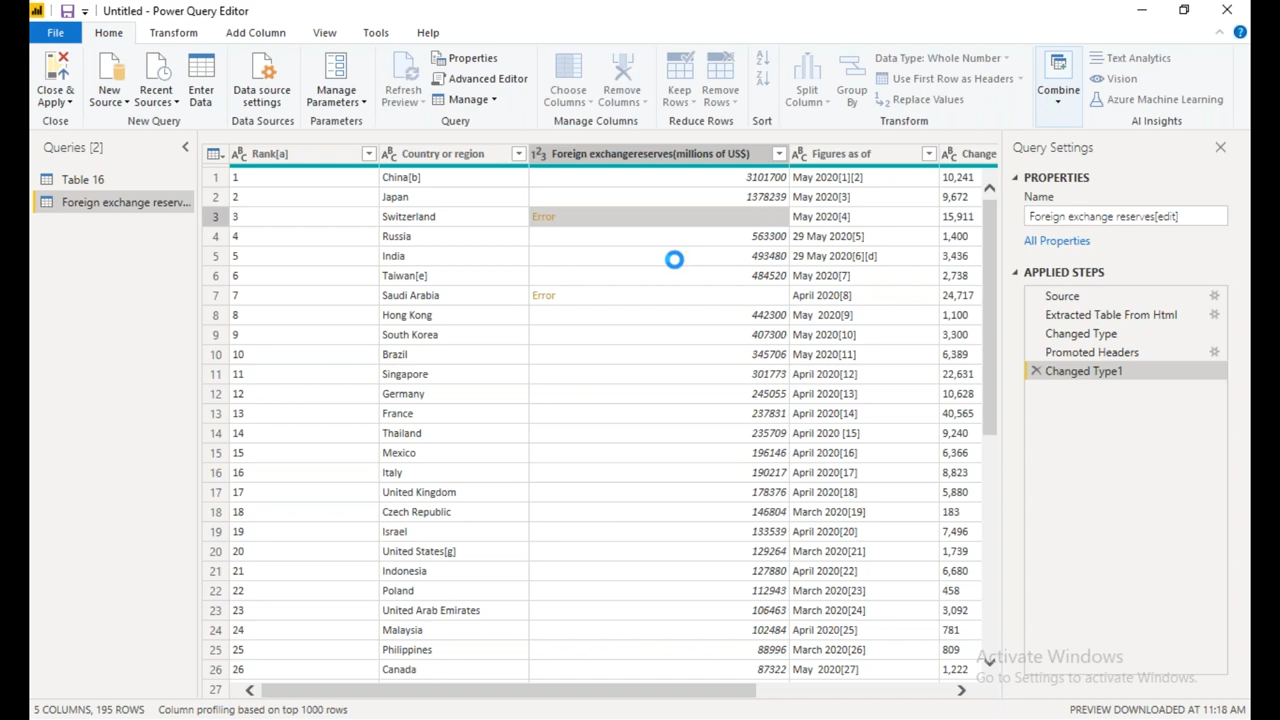 Untitled - Power Query Editor
File Home Transform Add Column View Tools Help
Close & Apply
New Source
Recent Sources
Enter Data
Data source settings
Manage Parameters
Refresh Preview
Properties
Advanced Editor
Manage
Choose Columns
Remove Columns
Keep Rows
Remove Rows
Split Column
Group By
Data Type: Whole Number
Use First Row as Headers
Replace Values
Combine
Text Analytics
Vision
Azure Machine Learning
Close New Query Data Sources Parameters Query Manage Columns Reduce Rows Sort Transform AI Insights
Queries [2]
Table 16
Foreign exchange reserv...
Rank[a] Country or region Foreign exchangereserves(millions of US$) Figures as of Change
1 1 China[b] 3101700 May 2020[1][2] 10,241
2 2 Japan 1378239 May 2020[3] 9,672
3 3 Switzerland Error May 2020[4] 15,911
4 4 Russia 563300 29 May 2020[5] 1,400
5 5 India 493480 29 May 2020[6][d] 3,436
6 6 Taiwan[e] 484520 May 2020[7] 2,738
7 7 Saudi Arabia Error April 2020[8] 24,717
8 8 Hong Kong 442300 May 2020[9] 1,100
9 9 South Korea 407300 May 2020[10] 3,300
10 10 Brazil 345706 May 2020[11] 6,389
11 11 Singapore 301773 April 2020[12] 22,631
12 12 Germany 245055 April 2020[13] 10,628
13 13 France 237831 April 2020[14] 40,565
14 14 Thailand 235709 April 2020 [15] 9,240
15 15 Mexico 196146 April 2020[16] 6,366
16 16 Italy 190217 April 2020[17] 8,823
17 17 United Kingdom 178376 April 2020[18] 5,880
18 18 Czech Republic 146804 March 2020[19] 183
19 19 Israel 133539 April 2020[20] 7,496
20 20 United States[g] 129264 March 2020[21] 1,739
21 21 Indonesia 127880 April 2020[22] 6,680
22 22 Poland 112943 March 2020[23] 458
23 23 United Arab Emirates 106463 March 2020[24] 3,092
24 24 Malaysia 102484 April 2020[25] 781
25 25 Philippines 88996 March 2020[26] 809
26 26 Canada 87322 May 2020[27] 1,222
27
Query Settings
PROPERTIES
Name
Foreign exchange reserves[edit]
All Properties
APPLIED STEPS
Source
Extracted Table From Html
Changed Type
Promoted Headers
Changed Type1
Activate Windows
Go to Settings to activate Windows.
5 COLUMNS, 195 ROWS Column profiling based on top 1000 rows PREVIEW DOWNLOADED AT 11:18 AM